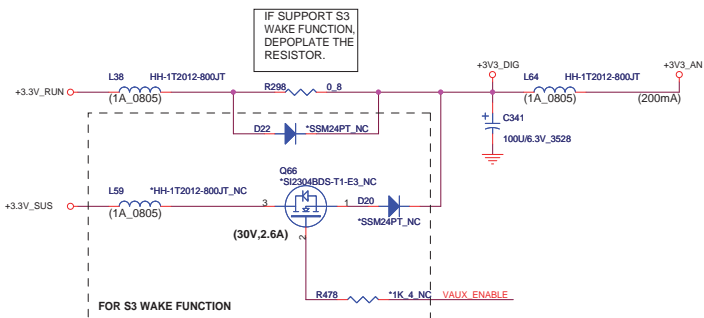 IF SUPPORT S3
WAKE FUNCTION,
DEPOPLATE THE
RESISTOR.
+3V3_DIG
+3V3_AN
L38 HH-1T2012-800JT
L64 HH-1T2012-800JT
+3.3V_RUN
R298 0_8
(1A_0805)
(1A_0805)
(200mA)
+
C341
D22 *SSM24PT_NC
100U/6.3V_3528
Q66
*SI2304BDS-T1-E3_NC
L59 *HH-1T2012-800JT_NC
+3.3V_SUS
3
1
D20
(1A_0805)
*SSM24PT_NC
(30V,2.6A)
2
R478 *1K_4_NC VAUX_ENABLE
FOR S3 WAKE FUNCTION